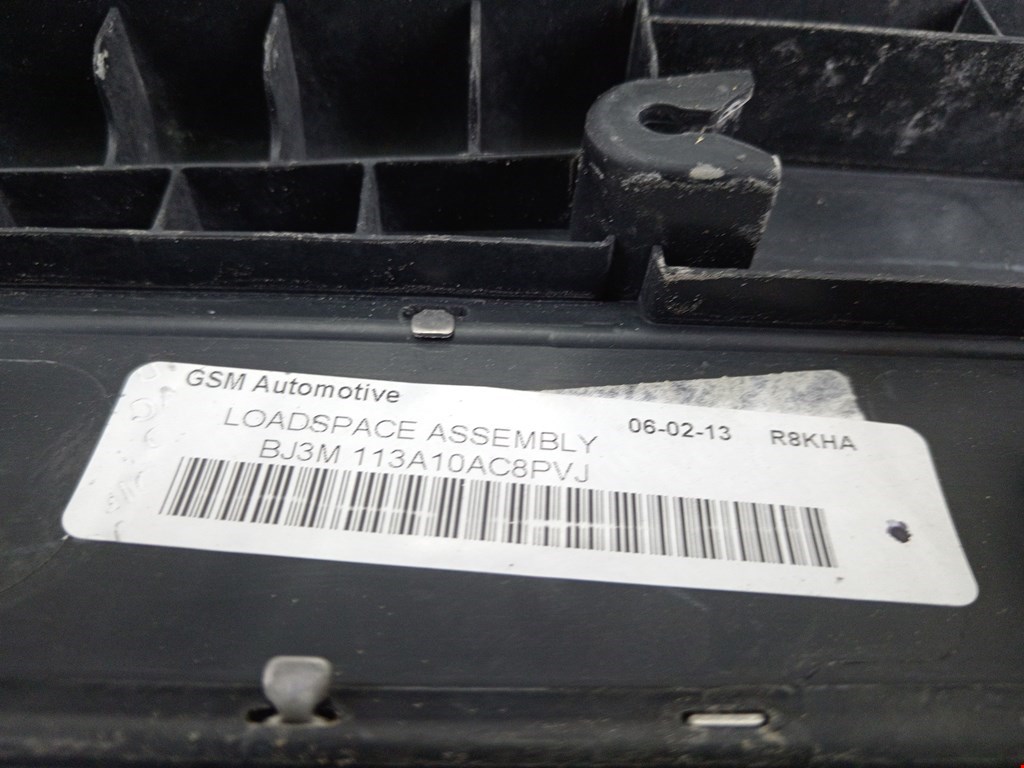 GSM Automotive
LOADSPACE ASSEMBLY 06-02-13 R8KHA
BJ3M 113A10AC8PVJ